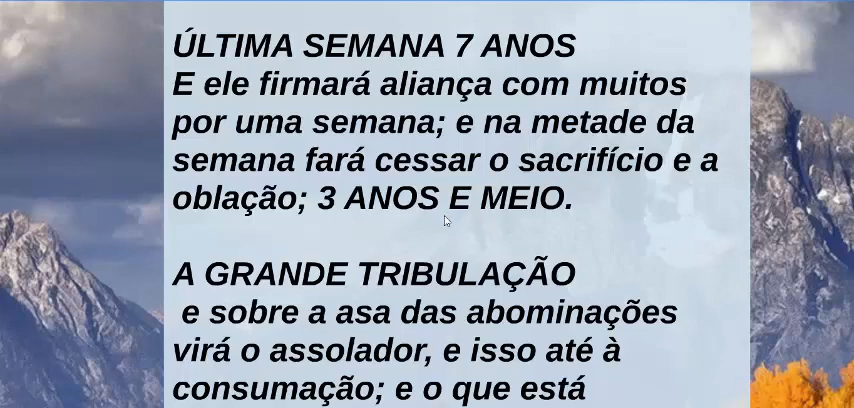 ÚLTIMA SEMANA 7 ANOS
E ele firmará aliança com muitos
por uma semana; e na metade da
semana fará cessar o sacrifício e a
oblação; 3 ANOS E MEIO.
A GRANDE TRIBULAÇÃO
e sobre a asa das abominações
virá o assolador, e isso até à
consumação; e o que está